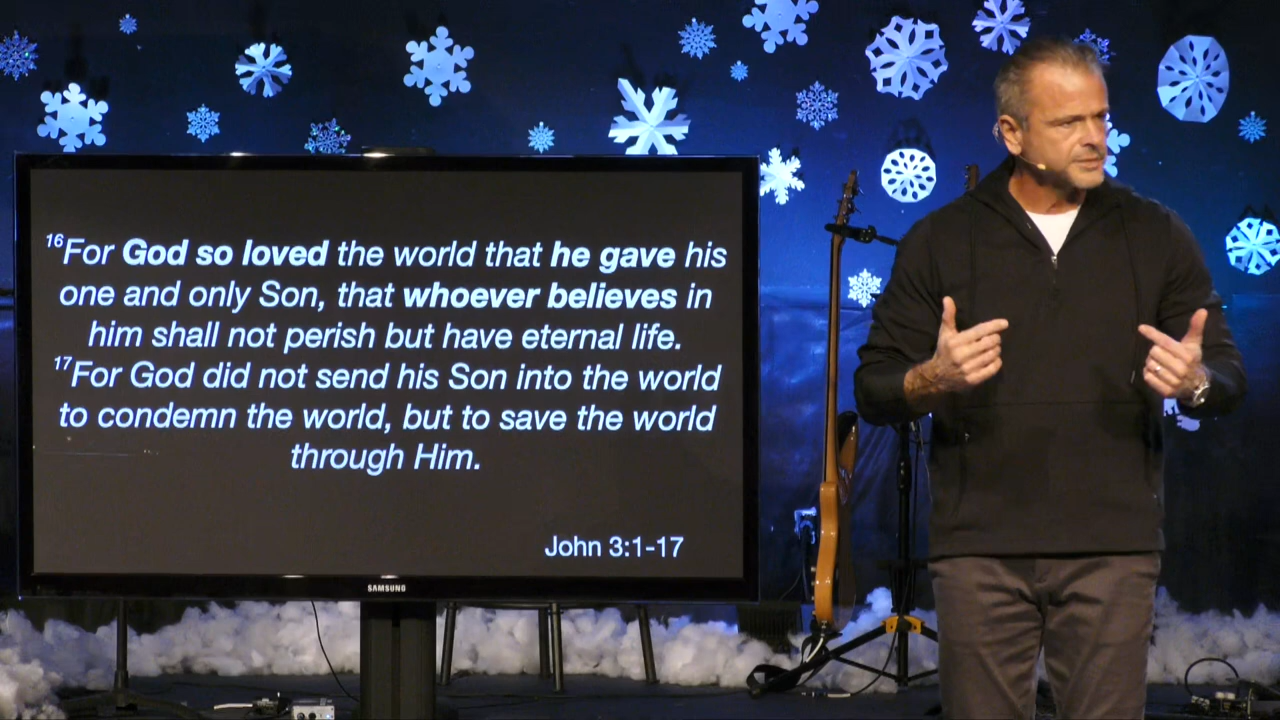 ¹⁶For God so loved the world that he gave his
one and only Son, that whoever believes in
him shall not perish but have eternal life.
¹⁷For God did not send his Son into the world
to condemn the world, but to save the world
through Him.
John 3:1-17
SAMSUNG